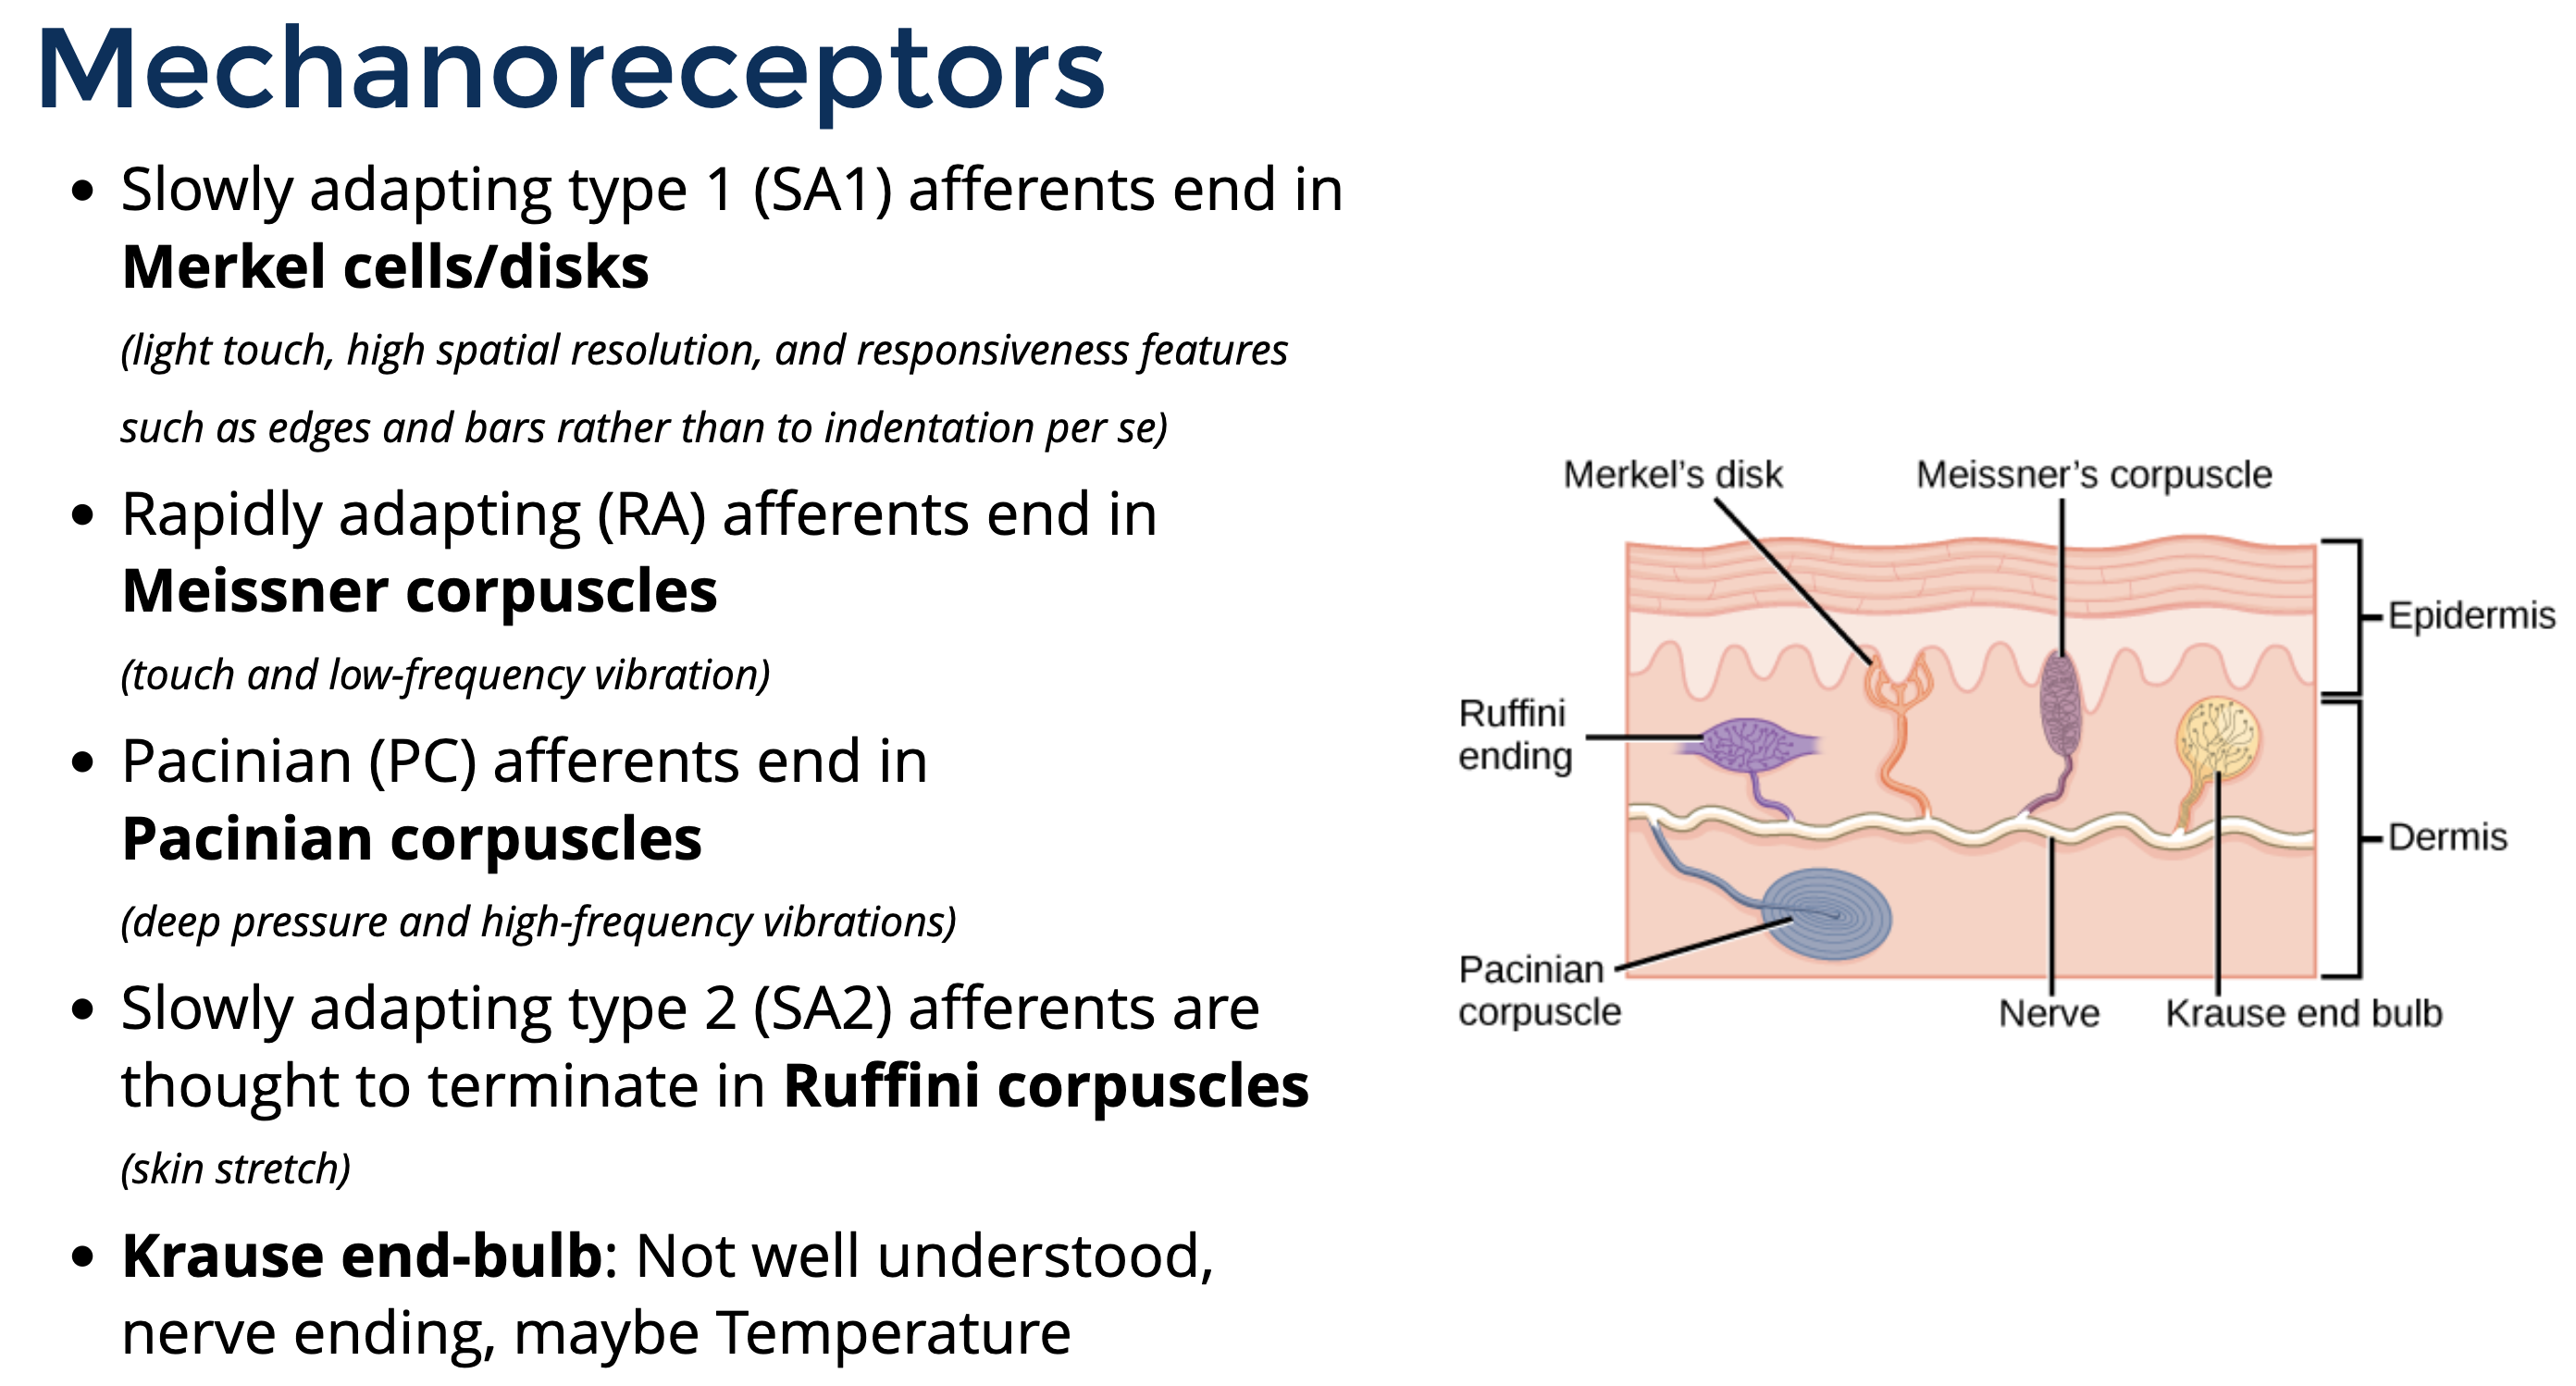 Mechanoreceptors
• Slowly adapting type 1 (SA1) afferents end in
Merkel cells/disks
(light touch, high spatial resolution, and responsiveness features
such as edges and bars rather than to indentation per se)
• Rapidly adapting (RA) afferents end in
Meissner corpuscles
(touch and low-frequency vibration)
• Pacinian (PC) afferents end in
Pacinian corpuscles
(deep pressure and high-frequency vibrations)
• Slowly adapting type 2 (SA2) afferents are
thought to terminate in Ruffini corpuscles
(skin stretch)
• Krause end-bulb: Not well understood,
nerve ending, maybe Temperature
Merkel’s disk
Meissner’s corpuscle
Epidermis
Ruffini
ending
Dermis
Pacinian
corpuscle
Nerve
Krause end bulb